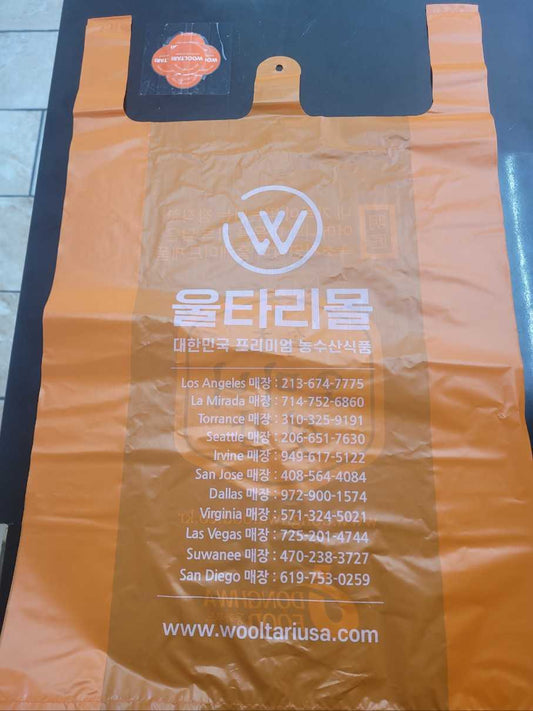 WOOLTARI
TARI
W
울타리몰
대한민국 프리미엄 농수산식품
Los Angeles 매장 : 213-674-7775
La Mirada 매장 : 714-752-6860
Torrance 매장 : 310-325-9191
Seattle 매장 : 206-651-7630
Irvine 매장 : 949-617-5122
San Jose 매장 : 408-564-4084
Dallas 매장 : 972-900-1574
Virginia 매장 : 571-324-5021
Las Vegas 매장 : 725-201-4744
Suwanee 매장 : 470-238-3727
San Diego 매장 : 619-753-0259
DONGHWA
FOOD
www.wooltariusa.com